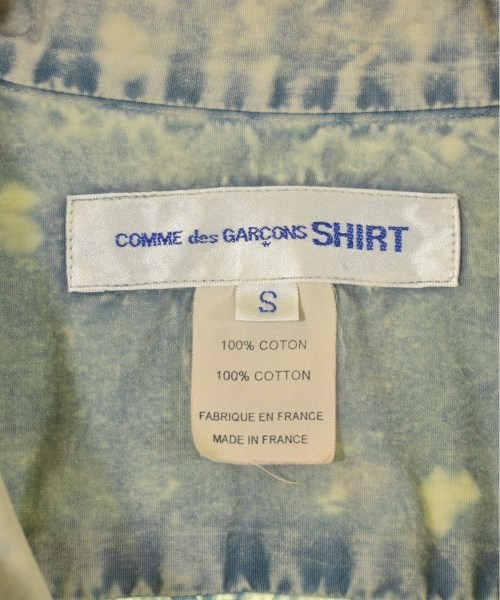 COMME des GARÇONS SHIRT
S
100% COTON
100% COTTON
FABRIQUE EN FRANCE
MADE IN FRANCE